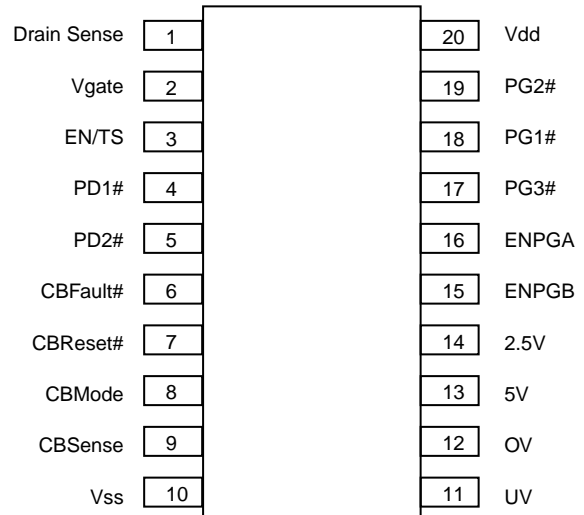 Drain Sense 1 20 Vdd
Vgate 2 19 PG2#
EN/TS 3 18 PG1#
PD1# 4 17 PG3#
PD2# 5 16 ENPGA
CBFault# 6 15 ENPGB
CBReset# 7 14 2.5V
CBMode 8 13 5V
CBSense 9 12 OV
Vss 10 11 UV